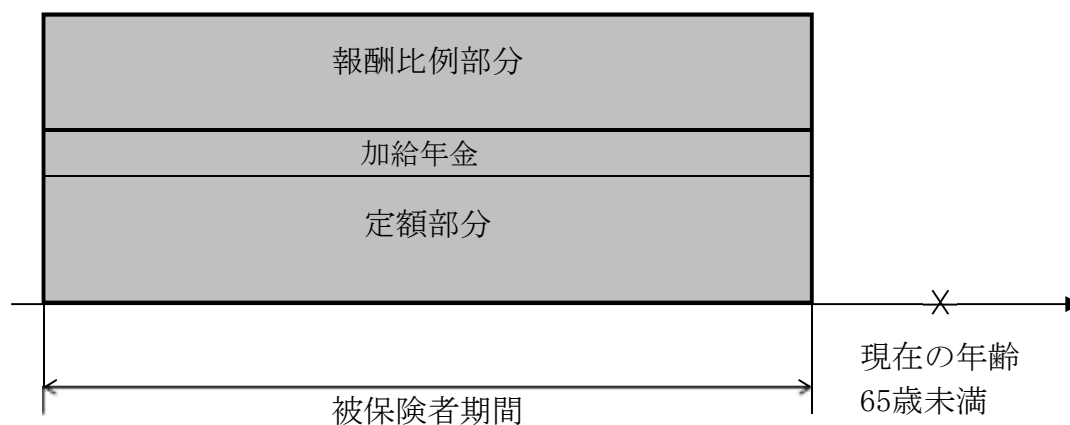 報酬比例部分
加給年金
定額部分
現在の年齢
65歳未満
被保険者期間